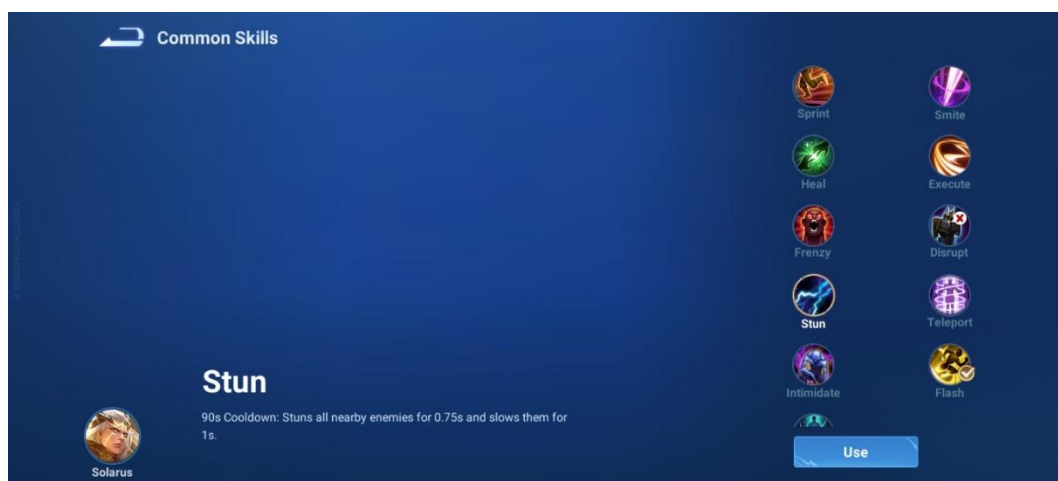 Common Skills
Sprint
Smite
Heal
Execute
Frenzy
Disrupt
Stun
Teleport
Intimidate
Flash
Stun
90s Cooldown: Stuns all nearby enemies for 0.75s and slows them for
1s.
Solarus
Use